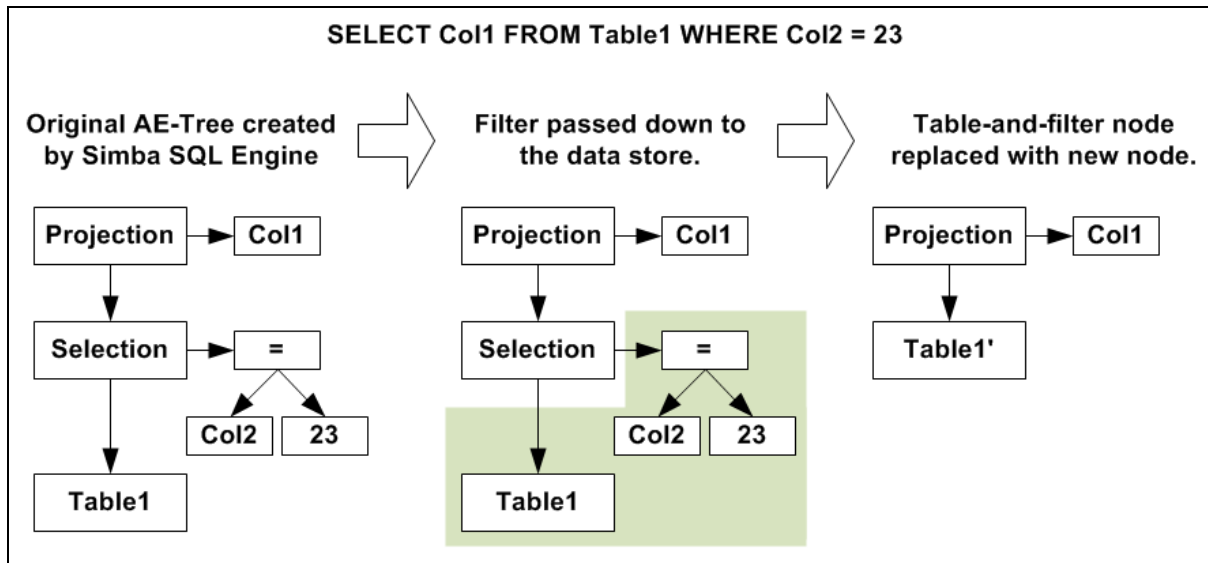 SELECT Col1 FROM Table1 WHERE Col2 = 23
Original AE-Tree created
by Simba SQL Engine
Projection
Col1
Selection
=
Col2
23
Table1
Filter passed down to
the data store.
Projection
Col1
Selection
=
Col2
23
Table1
Table-and-filter node
replaced with new node.
Projection
Col1
Table1'